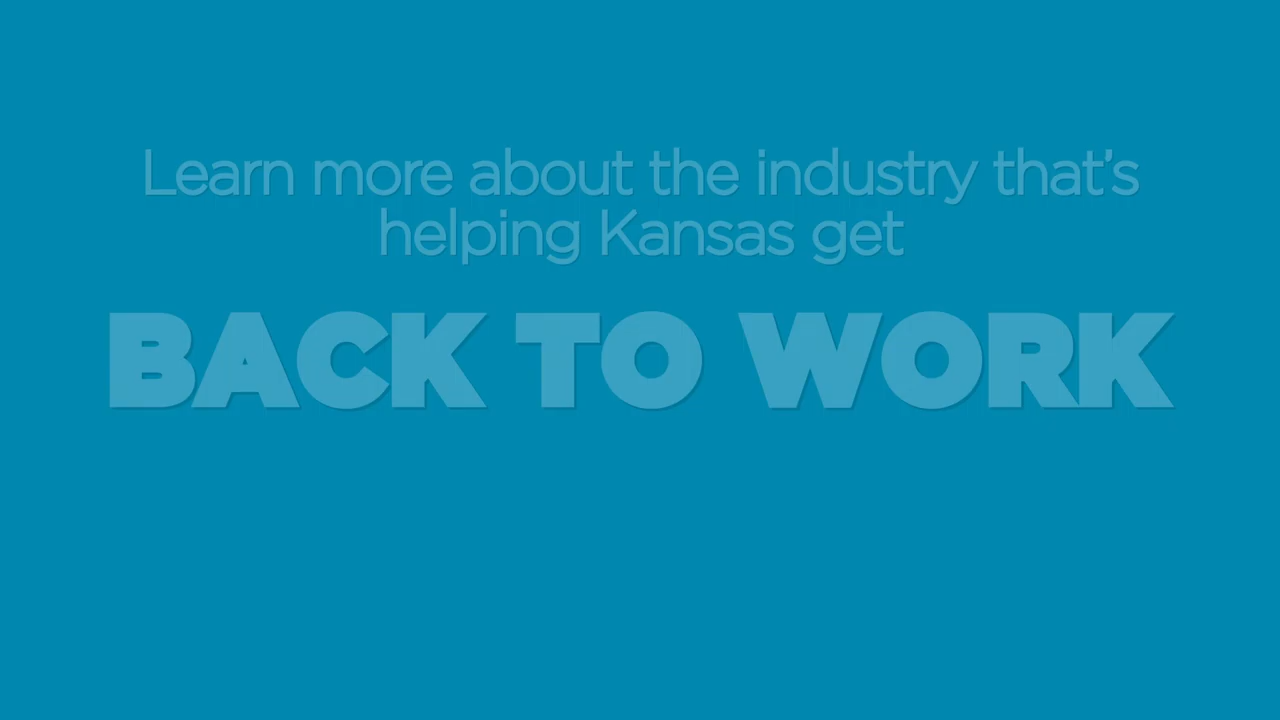 Learn more about the industry that’s
helping Kansas get
BACK TO WORK